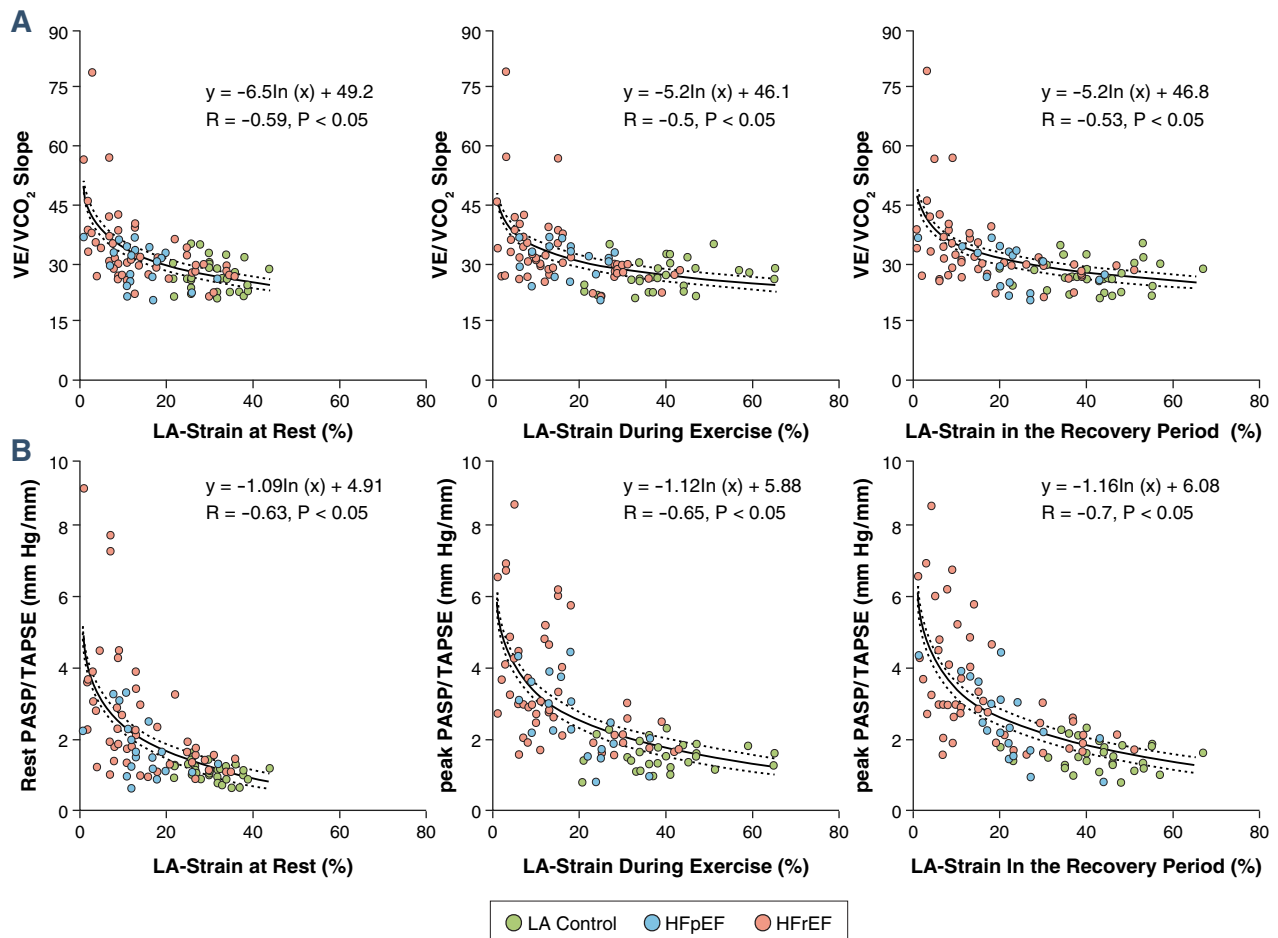 A
VE/VCO₂ Slope
90
75
60
45
30
15
0
y = −6.5ln (x) + 49.2
R = −0.59, P < 0.05
0 20 40 60 80
LA-Strain at Rest (%)
VE/VCO₂ Slope
90
75
60
45
30
15
0
y = −5.2ln (x) + 46.1
R = −0.5, P < 0.05
0 20 40 60 80
LA-Strain During Exercise (%)
VE/VCO₂ Slope
90
75
60
45
30
15
0
y = −5.2ln (x) + 46.8
R = −0.53, P < 0.05
0 20 40 60 80
LA-Strain in the Recovery Period (%)
B
Rest PASP/TAPSE (mm Hg/mm)
10
8
6
4
2
0
y = −1.09ln (x) + 4.91
R = −0.63, P < 0.05
0 20 40 60 80
LA-Strain at Rest (%)
peak PASP/TAPSE (mm Hg/mm)
10
8
6
4
2
0
y = −1.12ln (x) + 5.88
R = −0.65, P < 0.05
0 20 40 60 80
LA-Strain During Exercise (%)
peak PASP/TAPSE (mm Hg/mm)
10
8
6
4
2
0
y = −1.16ln (x) + 6.08
R = −0.7, P < 0.05
0 20 40 60 80
LA-Strain In the Recovery Period (%)
LA Control HFpEF HFrEF